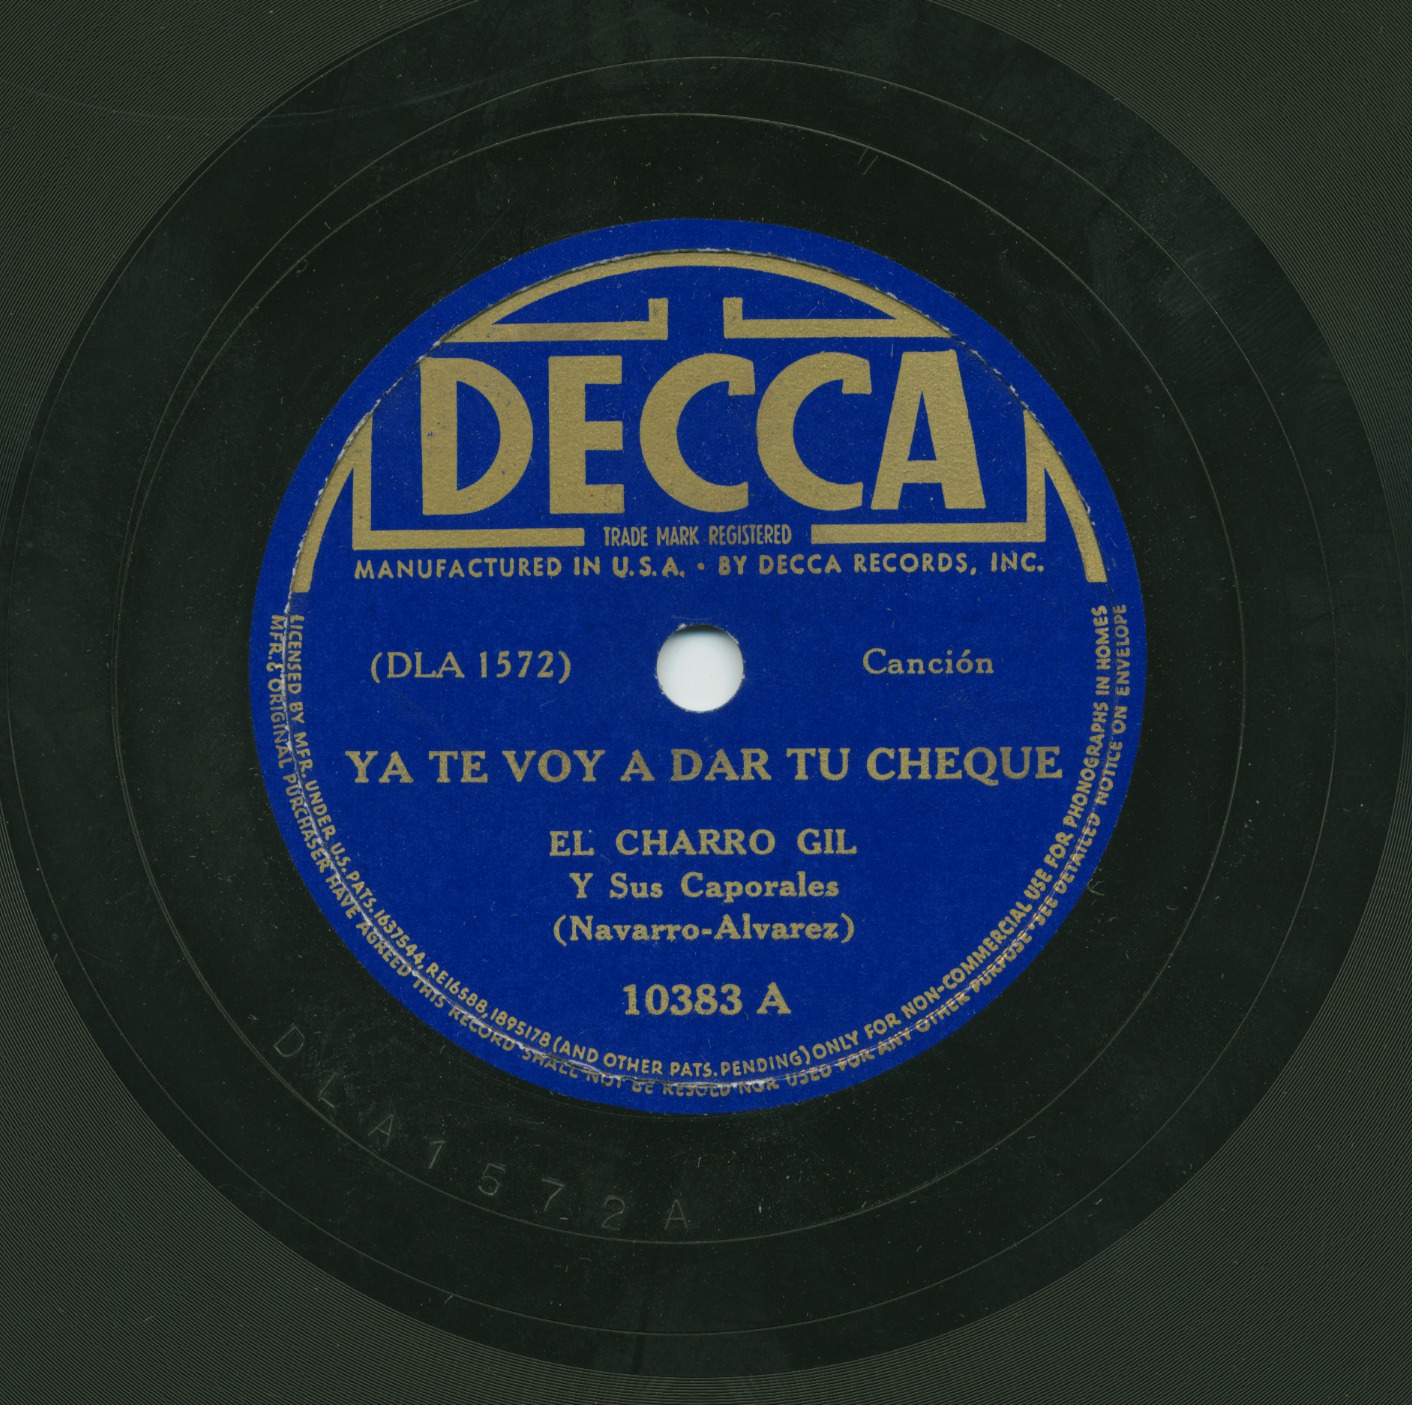 DECCA
TRADE MARK REGISTERED
MANUFACTURED IN U.S.A. • BY DECCA RECORDS, INC.
(DLA 1572)
Canción
YA TE VOY A DAR TU CHEQUE
EL CHARRO GIL
Y Sus Caporales
(Navarro-Alvarez)
10383 A
LICENSED BY MFR. UNDER U.S. PATS. 1637544, RE16588, 1895178 (AND OTHER PATS. PENDING) ONLY FOR NON-COMMERCIAL USE FOR PHONOGRAPHS IN HOMES
MFR. & ORIGINAL PURCHASER HAVE AGREED THIS RECORD SHALL NOT BE RESOLD NOR USED FOR ANY OTHER PURPOSE • SEE DETAILED NOTICE ON ENVELOPE
DLA1572A